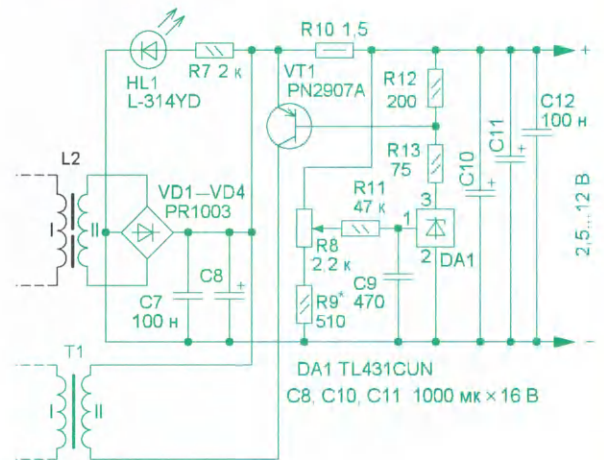 R10 1,5
R7 2 к
HL1
L-314YD
VT1
PN2907A
R12
200
C12
100 н
C11
C10
R13
75
L2
I
II
VD1—VD4
PR1003
R11
47 к
1
3
2
DA1
R8
2,2 к
C9
470
R9*
510
C7
100 н
C8
+
+
+
+
−
2,5... 12 В
T1
I
II
DA1 TL431CUN
C8, C10, C11 1000 мк × 16 В